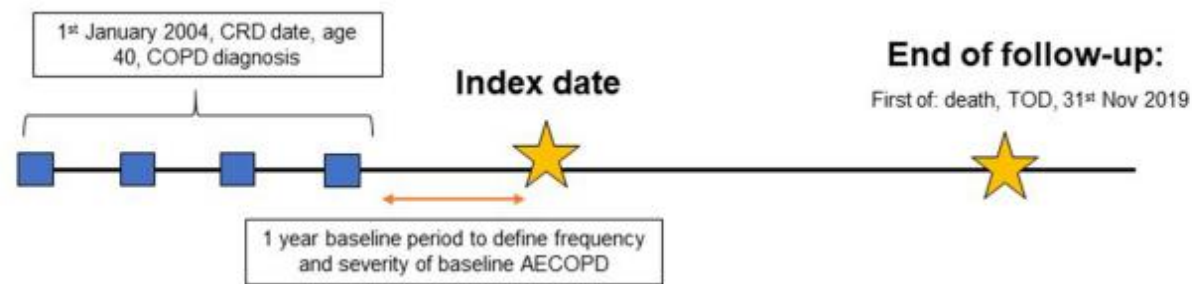 1st January 2004, CRD date, age
40, COPD diagnosis
Index date
End of follow-up:
First of: death, TOD, 31st Nov 2019
1 year baseline period to define frequency
and severity of baseline AECOPD